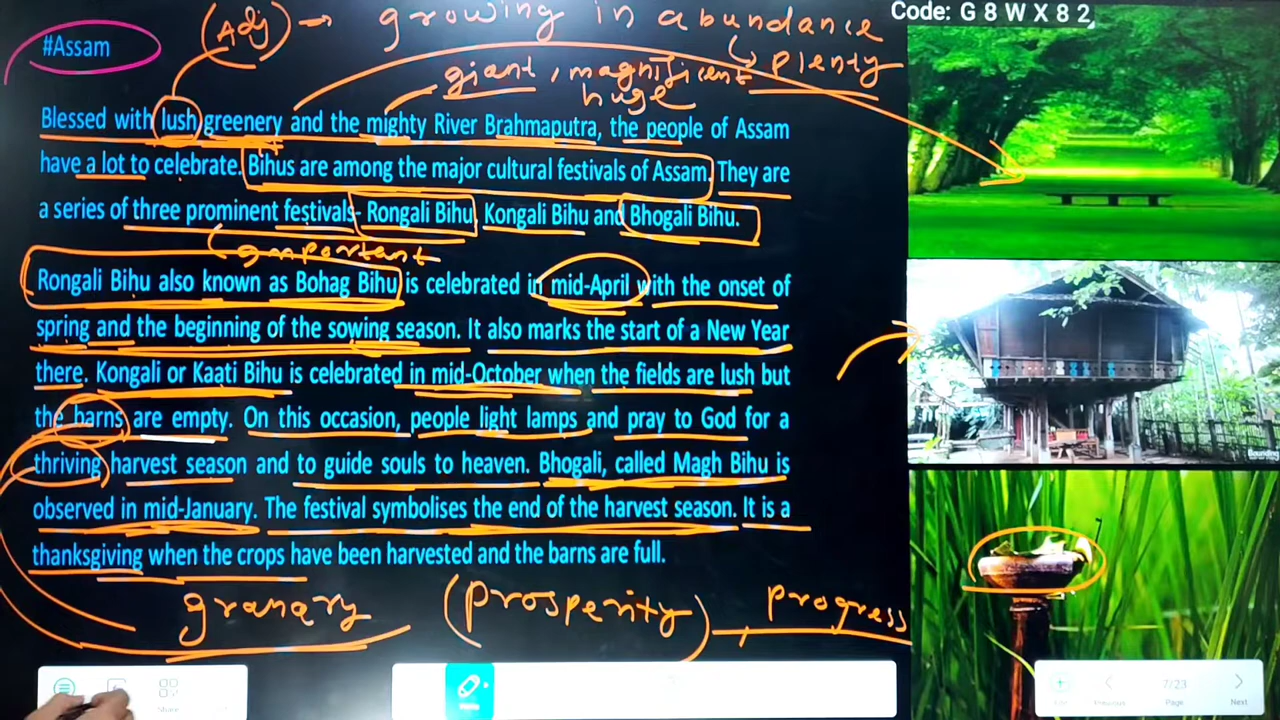 Code: G 8 W X 8 2,
(Adj) → growing in abundance
#Assam
giant, magnificent plenty
huge
Blessed with lush greenery and the mighty River Brahmaputra, the people of Assam
have a lot to celebrate. Bihus are among the major cultural festivals of Assam. They are
a series of three prominent festivals- Rongali Bihu, Kongali Bihu and Bhogali Bihu.
important
Rongali Bihu also known as Bohag Bihu is celebrated in mid-April with the onset of
spring and the beginning of the sowing season. It also marks the start of a New Year
there. Kongali or Kaati Bihu is celebrated in mid-October when the fields are lush but
the barns are empty. On this occasion, people light lamps and pray to God for a
thriving harvest season and to guide souls to heaven. Bhogali, called Magh Bihu is
observed in mid-January. The festival symbolises the end of the harvest season. It is a
thanksgiving when the crops have been harvested and the barns are full.
granary (prosperity), progress
Bounding
7/23
Share
Previous Page Next